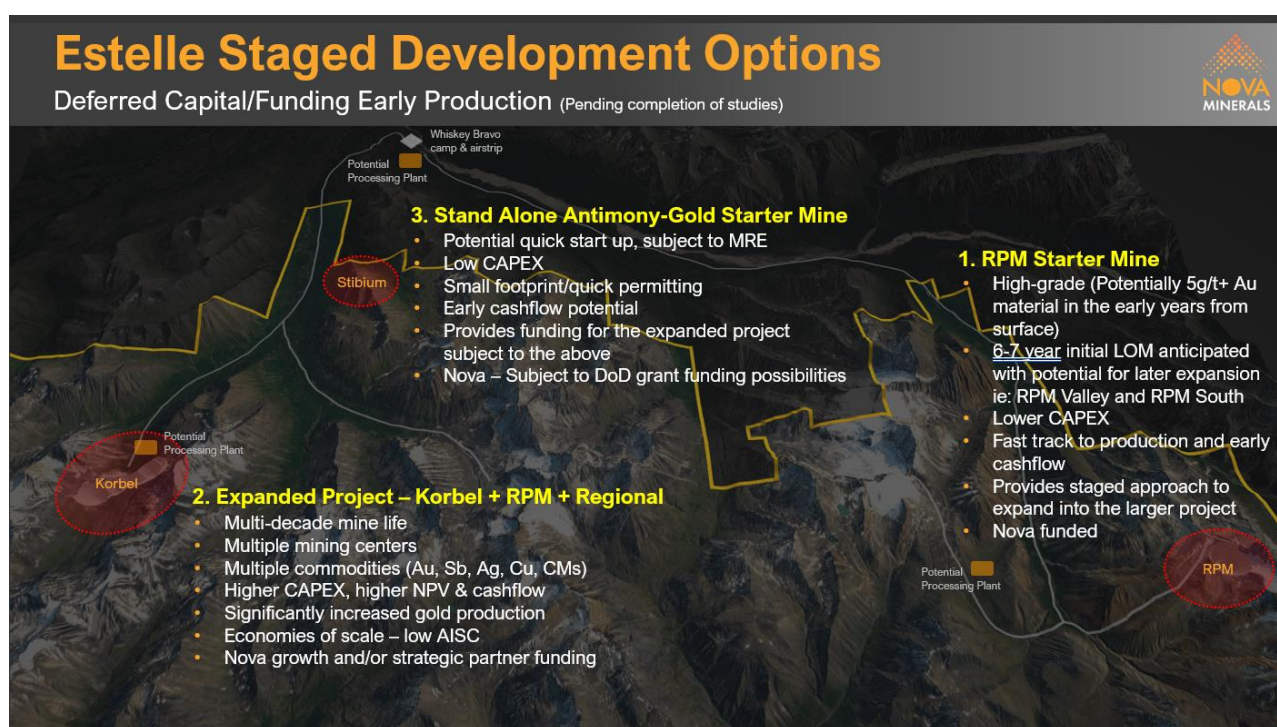 Estelle Staged Development Options
Deferred Capital/Funding Early Production (Pending completion of studies)
NOVA
MINERALS
Whiskey Bravo
camp & airstrip
Potential
Processing Plant
3. Stand Alone Antimony-Gold Starter Mine
• Potential quick start up, subject to MRE
• Low CAPEX
• Small footprint/quick permitting
• Early cashflow potential
• Provides funding for the expanded project
subject to the above
• Nova – Subject to DoD grant funding possibilities
Stibium
1. RPM Starter Mine
• High-grade (Potentially 5g/t+ Au
material in the early years from
surface)
• 6-7 year initial LOM anticipated
with potential for later expansion
ie: RPM Valley and RPM South
• Lower CAPEX
• Fast track to production and early
cashflow
• Provides staged approach to
expand into the larger project
• Nova funded
Potential
Processing Plant
Korbel
2. Expanded Project – Korbel + RPM + Regional
• Multi-decade mine life
• Multiple mining centers
• Multiple commodities (Au, Sb, Ag, Cu, CMs)
• Higher CAPEX, higher NPV & cashflow
• Significantly increased gold production
• Economies of scale – low AISC
• Nova growth and/or strategic partner funding
Potential
Processing Plant
RPM